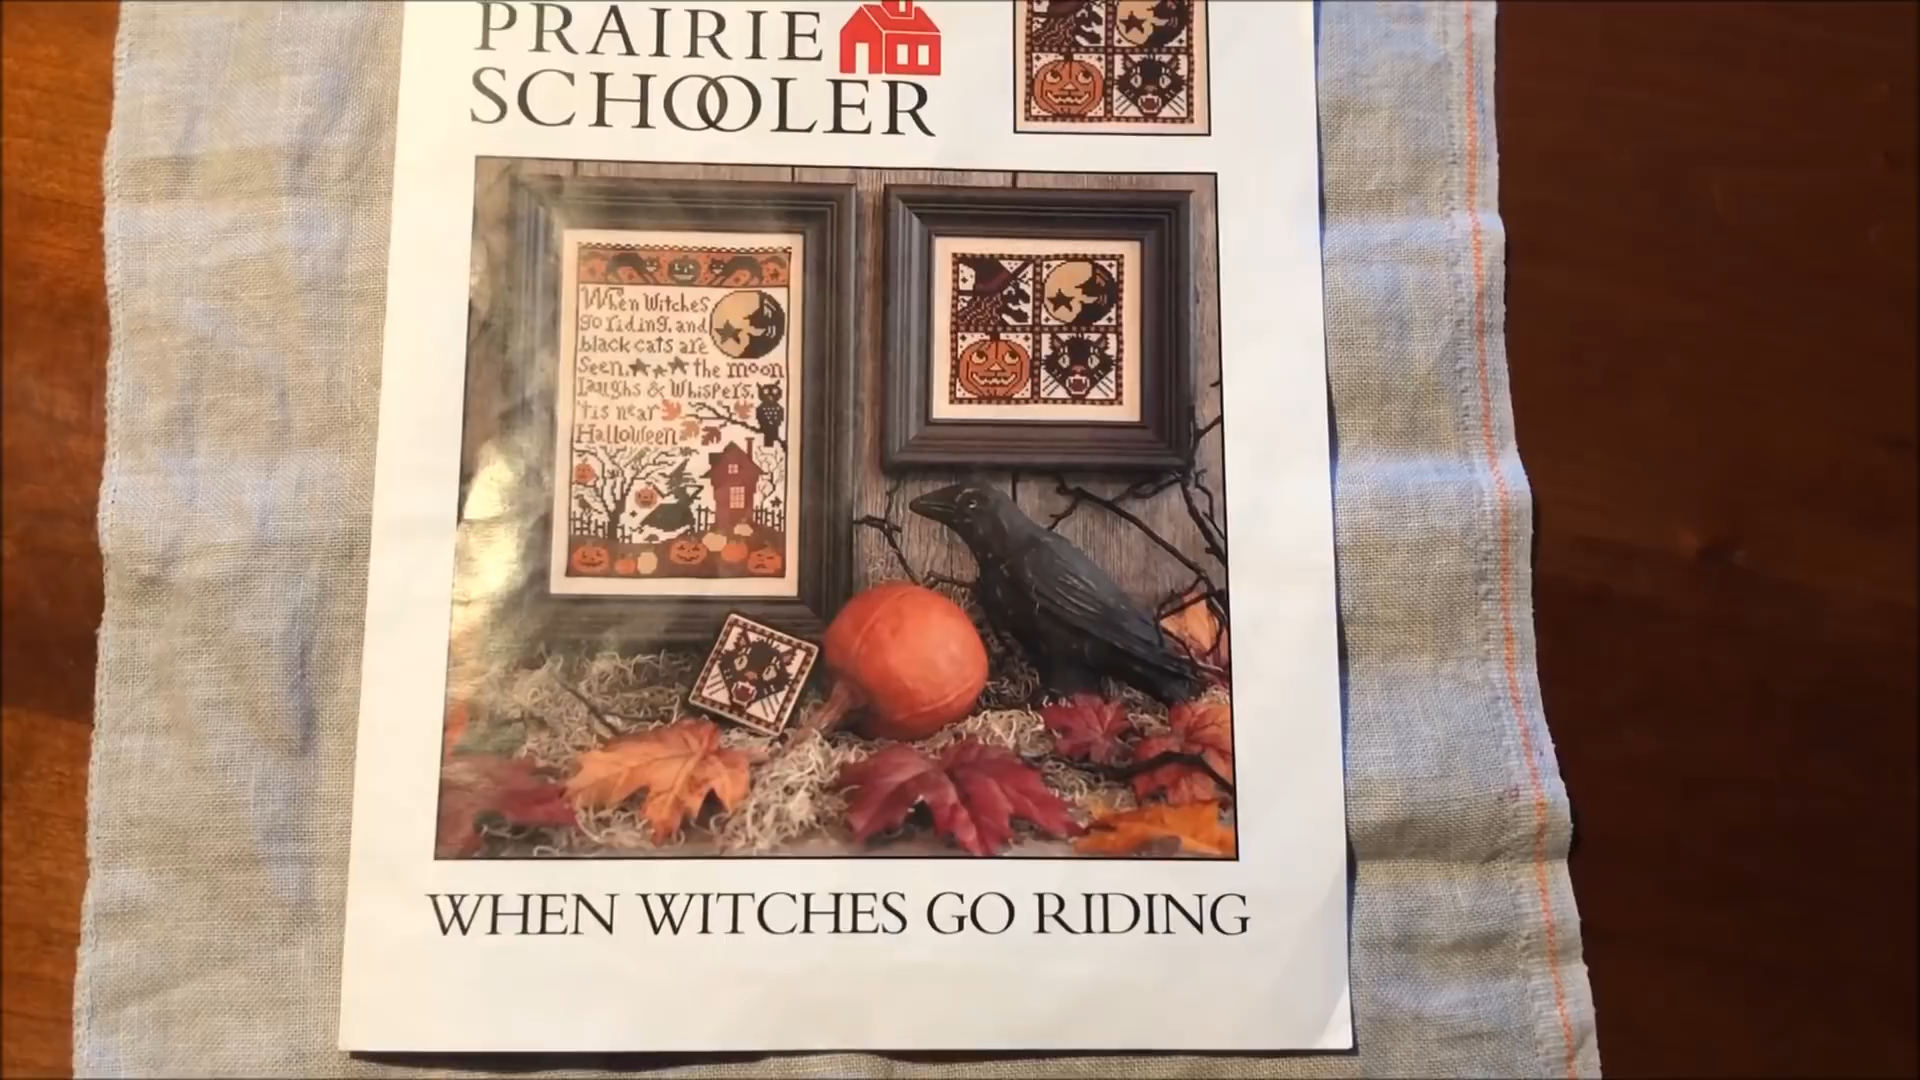 PRAIRIE
SCHOOLER
When Witches
go riding, and
black cats are
Seen, the moon
Laughs & Whispers,
'tis near
Halloween
WHEN WITCHES GO RIDING